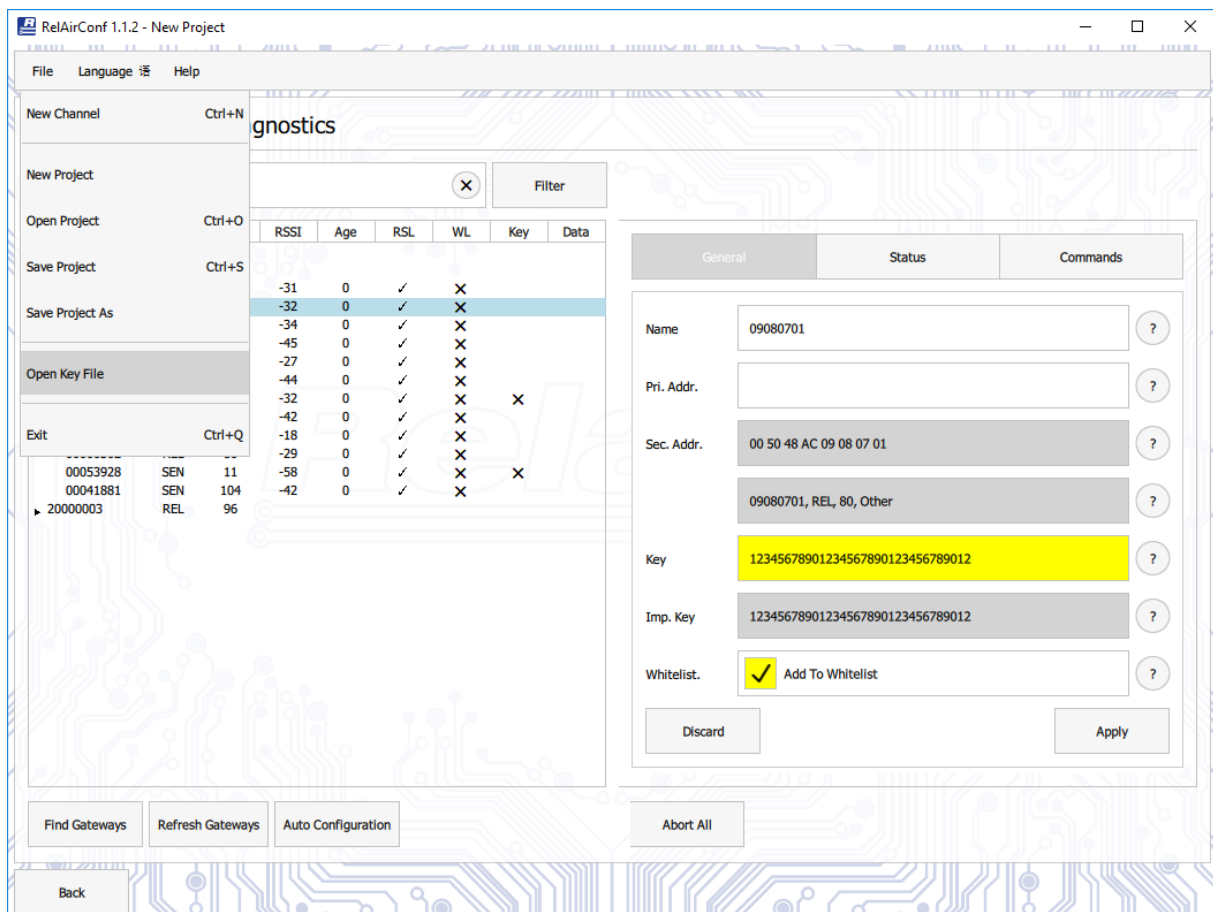 RelAirConf 1.1.2 - New Project
File Language 语 Help
New Channel Ctrl+N
New Project
Open Project Ctrl+O
Save Project Ctrl+S
Save Project As
Open Key File
Exit Ctrl+Q
gnostics
Filter
RSSI Age RSL WL Key Data
-31 0 ✓ ✕
-32 0 ✓ ✕
-34 0 ✓ ✕
-45 0 ✓ ✕
-27 0 ✓ ✕
-44 0 ✓ ✕
-32 0 ✓ ✕ ✕
-42 0 ✓ ✕
-18 0 ✓ ✕
-29 0 ✓ ✕
00053928 SEN 11 -58 0 ✓ ✕ ✕
00041881 SEN 104 -42 0 ✓ ✕
20000003 REL 96
General Status Commands
Name 09080701 ?
Pri. Addr. ?
Sec. Addr. 00 50 48 AC 09 08 07 01 ?
09080701, REL, 80, Other ?
Key 12345678901234567890123456789012 ?
Imp. Key 12345678901234567890123456789012 ?
Whitelist. Add To Whitelist ?
Discard Apply
Find Gateways Refresh Gateways Auto Configuration Abort All
Back